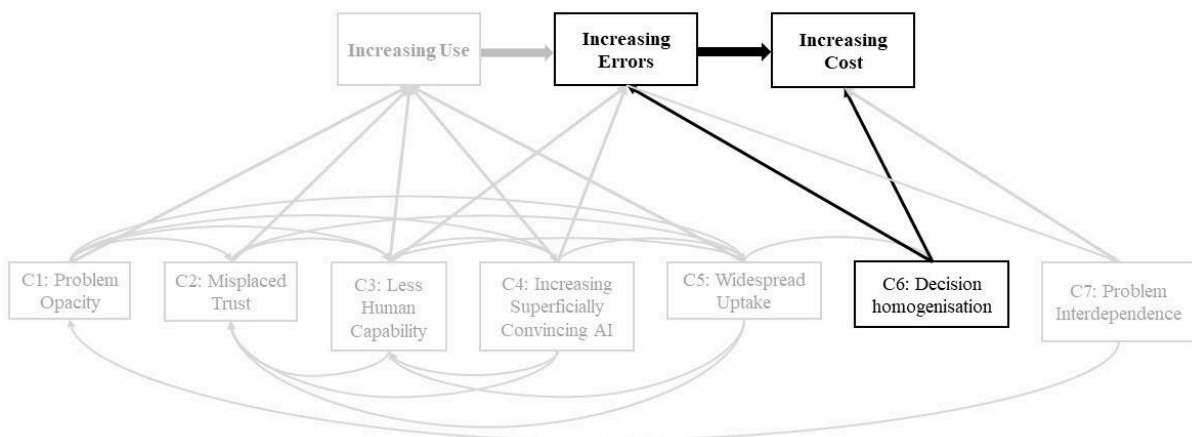 Increasing Use
Increasing
Errors
Increasing
Cost
C1: Problem
Opacity
C2: Misplaced
Trust
C3: Less
Human
Capability
C4: Increasing
Superficially
Convincing AI
C5: Widespread
Uptake
C6: Decision
homogenisation
C7: Problem
Interdependence